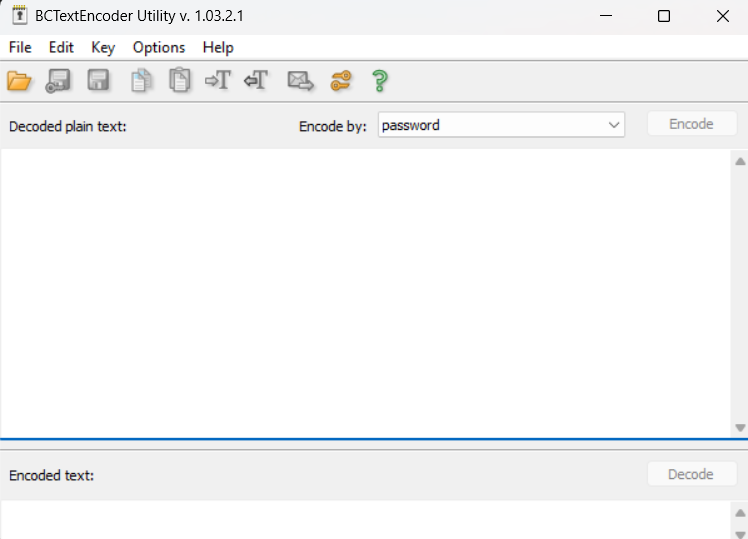 BCTextEncoder Utility v. 1.03.2.1
File Edit Key Options Help
Decoded plain text: Encode by: password Encode
Encoded text: Decode